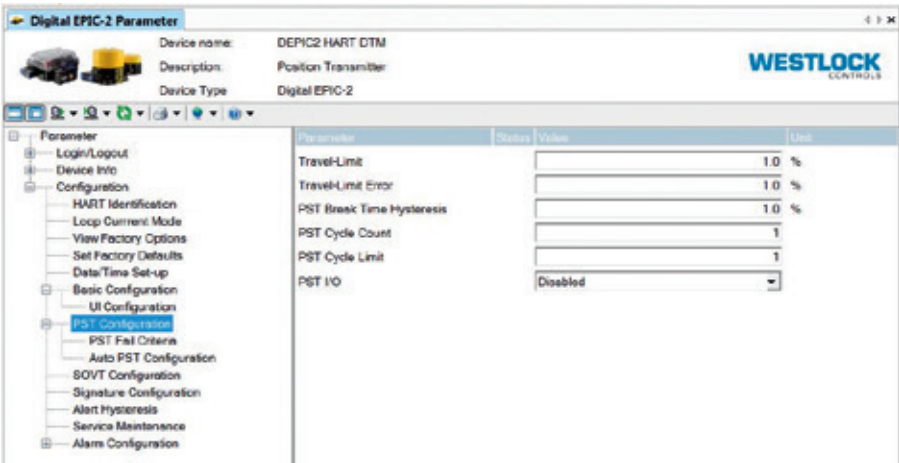 Digital EPIC-2 Parameter
Device name: DEPIC2 HART DTM
Description: Position Transmitter
Device Type Digital EPIC-2
WESTLOCK
CONTROLS
Parameter
Login/Logout
Device Info
Configuration
HART Identification
Loop Currrent Mode
View Factory Options
Set Factory Defaults
Date/Time Set-up
Basic Configuration
UI Configuration
PST Configuration
PST Fail Criteria
Auto PST Configuration
SOVT Configuration
Signature Configuration
Alert Hysteresis
Service Maintenance
Alarm Configuration
Parameter Status Value Unit
Travel-Limit 1.0 %
Travel-Limit Error 1.0 %
PST Break Time Hysteresis 1.0 %
PST Cycle Count 1
PST Cycle Limit 1
PST I/O Disabled